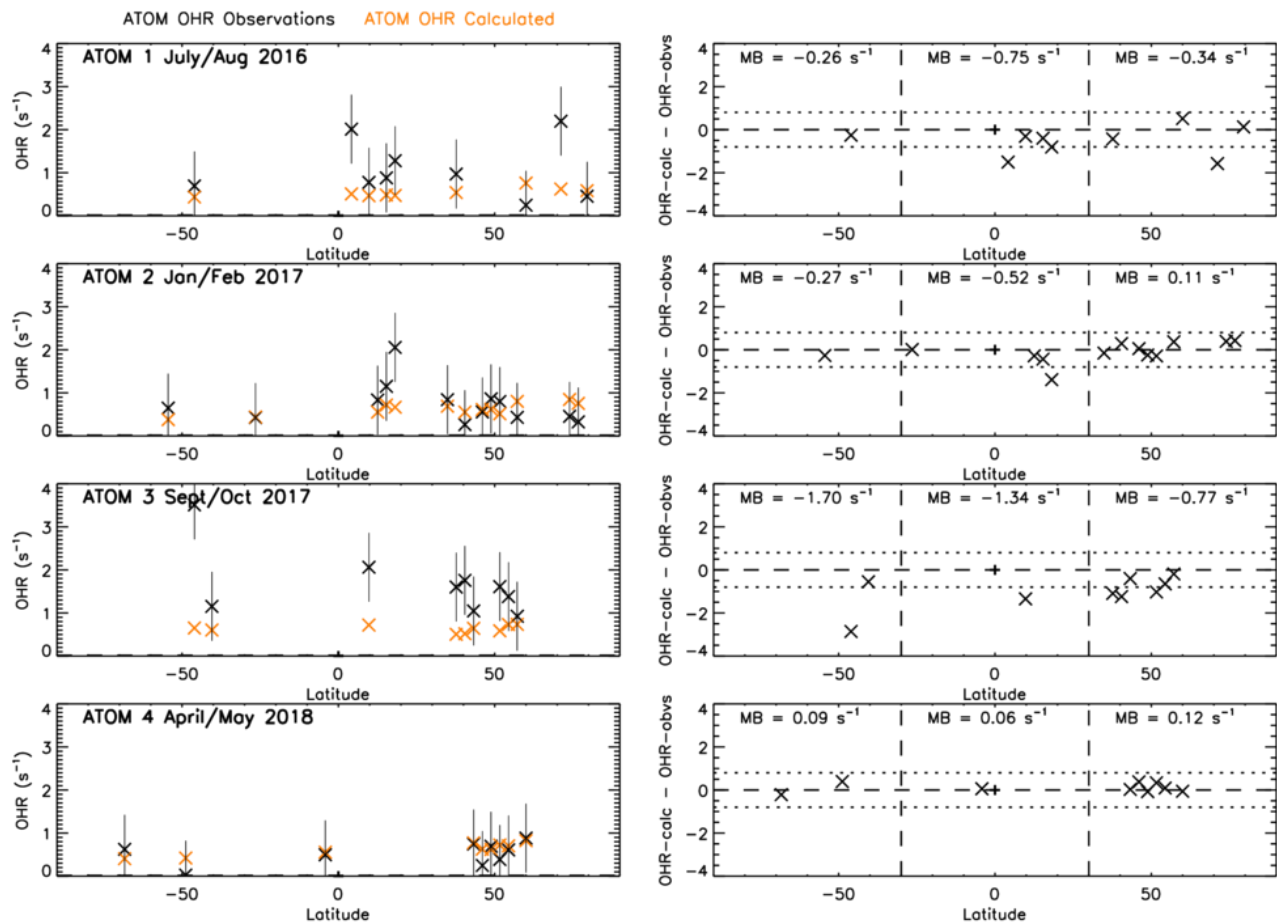 ATOM OHR Observations ATOM OHR Calculated
ATOM 1 July/Aug 2016
OHR (s⁻¹)
4
3
2
1
0
−50 0 50
Latitude
MB = −0.26 s⁻¹ MB = −0.75 s⁻¹ MB = −0.34 s⁻¹
OHR−calc − OHR−obvs
4
2
0
−2
−4
−50 0 50
Latitude
ATOM 2 Jan/Feb 2017
OHR (s⁻¹)
4
3
2
1
0
−50 0 50
Latitude
MB = −0.27 s⁻¹ MB = −0.52 s⁻¹ MB = 0.11 s⁻¹
OHR−calc − OHR−obvs
4
2
0
−2
−4
−50 0 50
Latitude
ATOM 3 Sept/Oct 2017
OHR (s⁻¹)
4
3
2
1
0
−50 0 50
Latitude
MB = −1.70 s⁻¹ MB = −1.34 s⁻¹ MB = −0.77 s⁻¹
OHR−calc − OHR−obvs
4
2
0
−2
−4
−50 0 50
Latitude
ATOM 4 April/May 2018
OHR (s⁻¹)
4
3
2
1
0
−50 0 50
Latitude
MB = 0.09 s⁻¹ MB = 0.06 s⁻¹ MB = 0.12 s⁻¹
OHR−calc − OHR−obvs
4
2
0
−2
−4
−50 0 50
Latitude